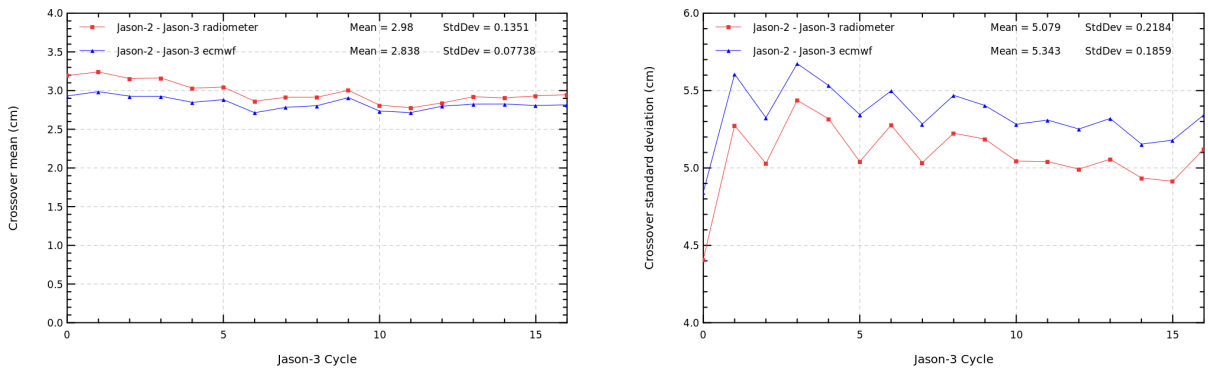 Jason-2 - Jason-3 radiometer Mean = 2.98 StdDev = 0.1351
Jason-2 - Jason-3 ecmwf Mean = 2.838 StdDev = 0.07738
Crossover mean (cm)
4.0
3.5
3.0
2.5
2.0
1.5
1.0
0.5
0.0
0 5 10 15
Jason-3 Cycle
Jason-2 - Jason-3 radiometer Mean = 5.079 StdDev = 0.2184
Jason-2 - Jason-3 ecmwf Mean = 5.343 StdDev = 0.1859
Crossover standard deviation (cm)
6.0
5.5
5.0
4.5
4.0
0 5 10 15
Jason-3 Cycle